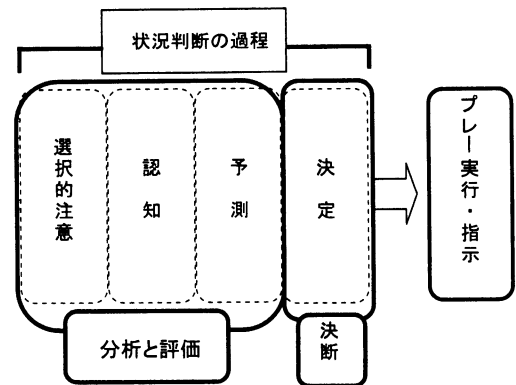 状況判断の過程
選択的注意
認知
予測
決定
プレー実行・指示
分析と評価
決断